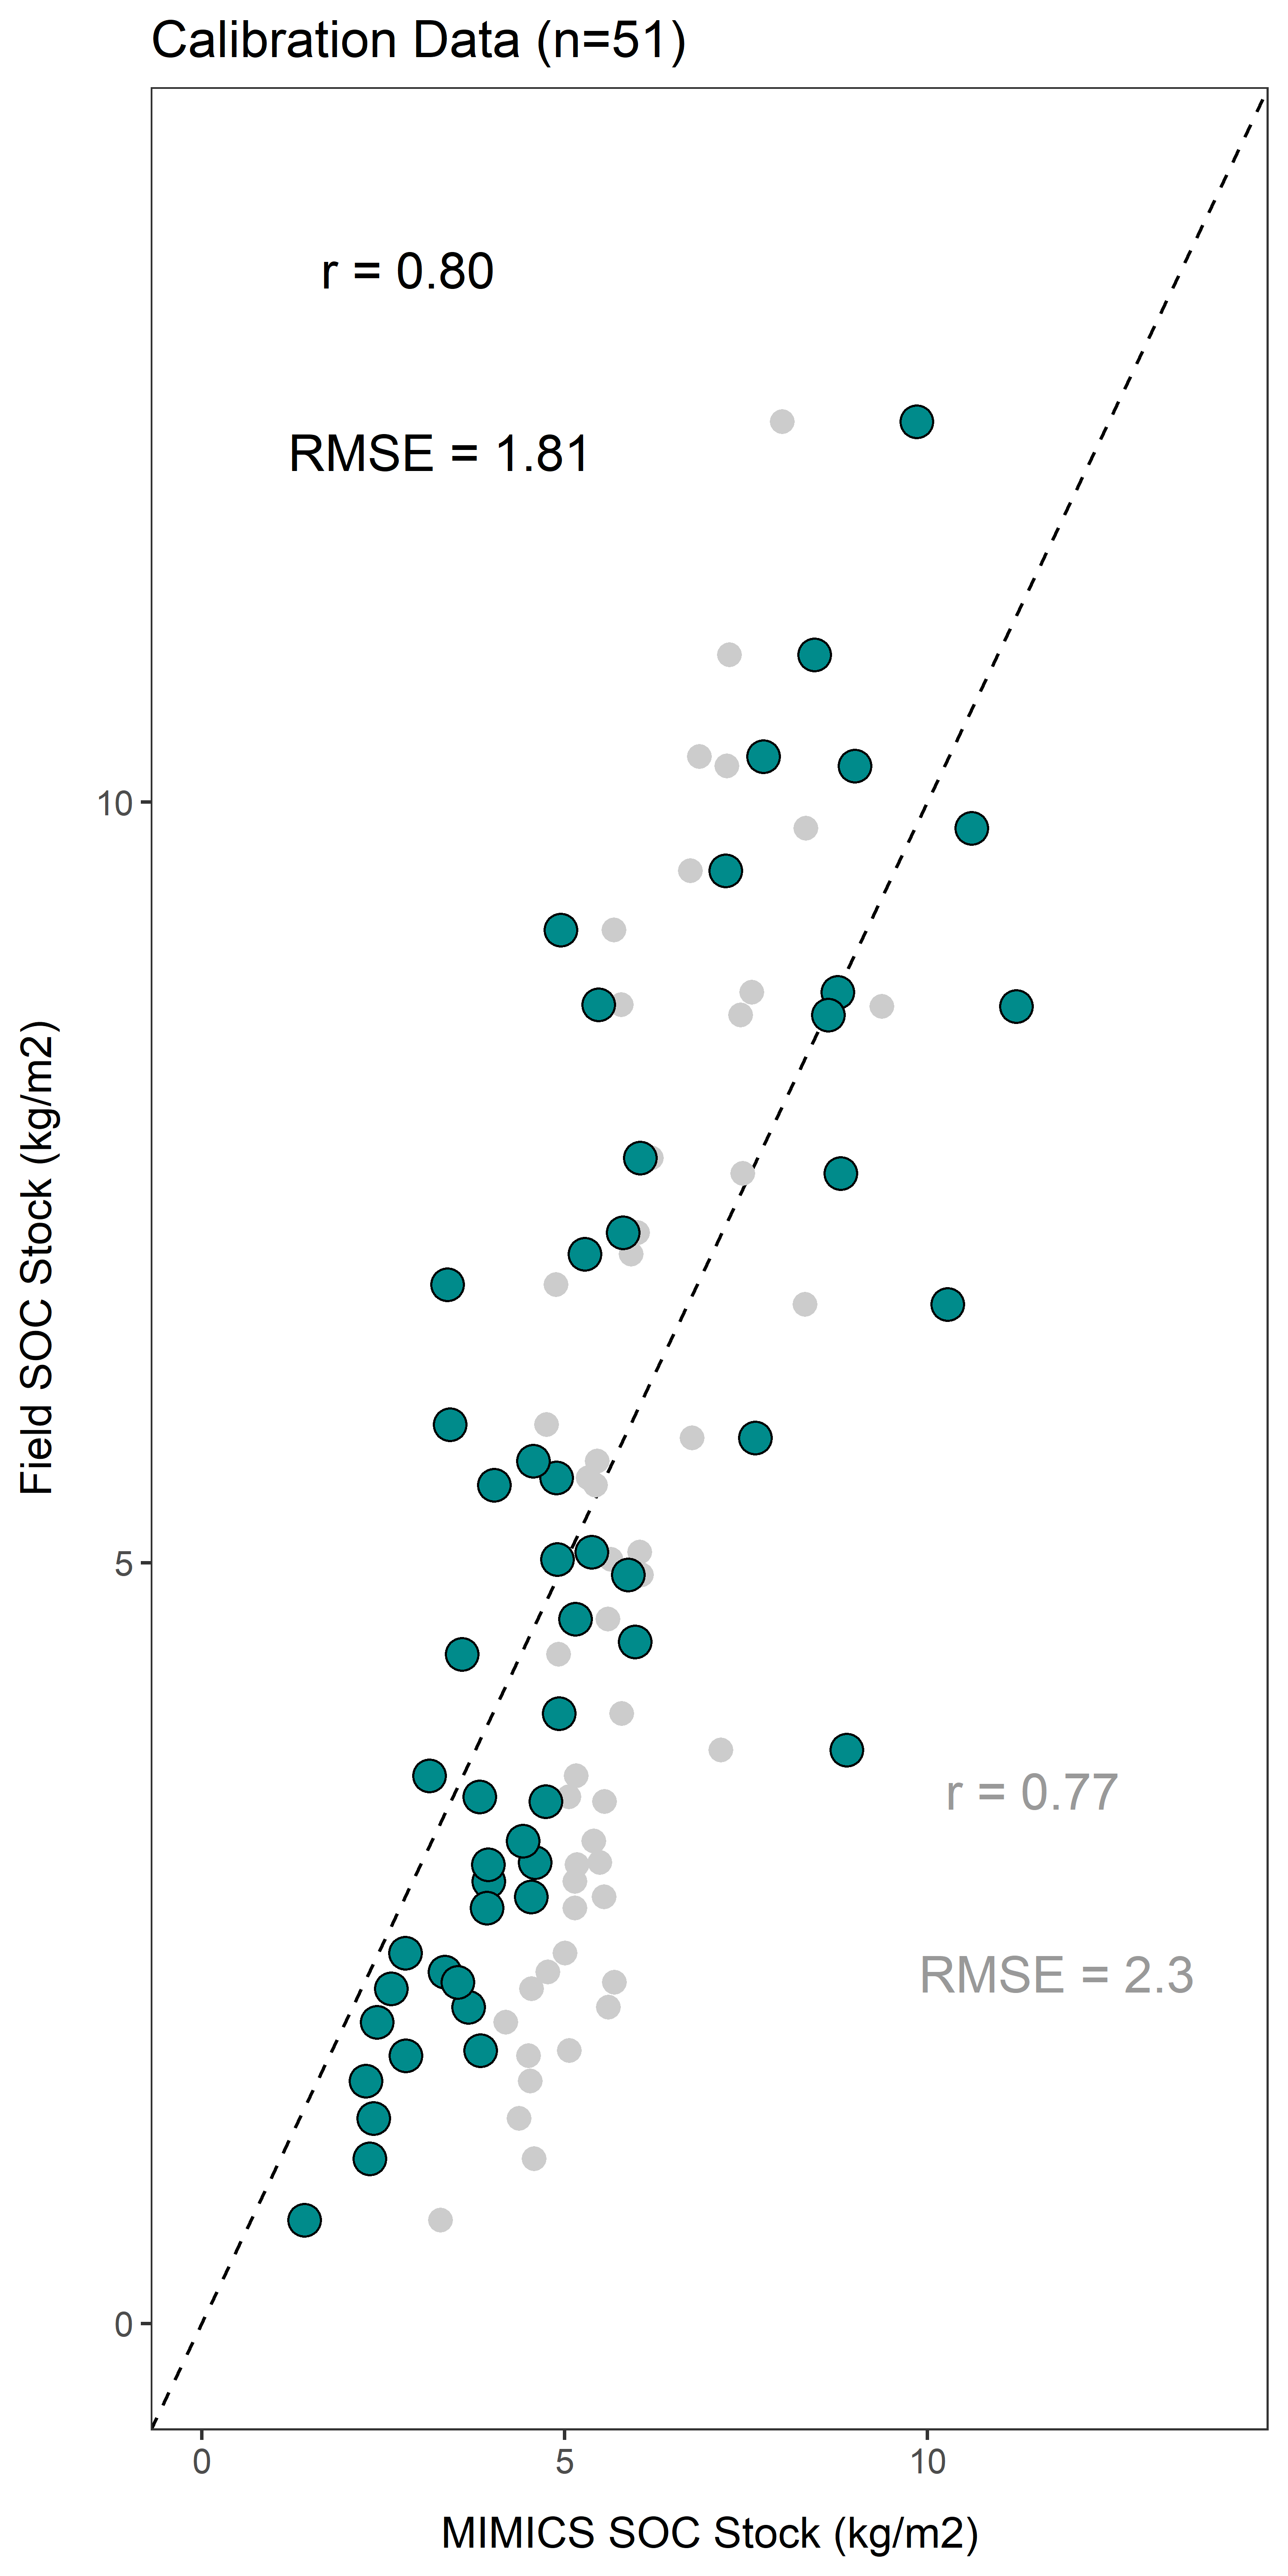 Calibration Data (n=51)
r = 0.80
RMSE = 1.81
10
5
0
Field SOC Stock (kg/m2)
r = 0.77
RMSE = 2.3
0 5 10
MIMICS SOC Stock (kg/m2)